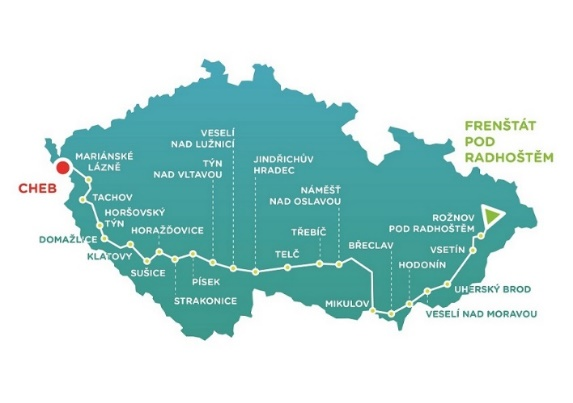 CHEB
MARIÁNSKÉ
LÁZNĚ
TACHOV
HORŠOVSKÝ
TÝN
DOMAŽLICE
KLATOVY
SUŠICE
HORAŽĎOVICE
STRAKONICE
PÍSEK
TÝN
NAD VLTAVOU
VESELÍ
NAD LUŽNICÍ
JINDŘICHŮV
HRADEC
TELČ
TŘEBÍČ
NÁMĚŠŤ
NAD OSLAVOU
MIKULOV
BŘECLAV
HODONÍN
VESELÍ NAD MORAVOU
UHERSKÝ BROD
VSETÍN
ROŽNOV
POD RADHOŠTĚM
FRENŠTÁT
POD
RADHOŠTĚM